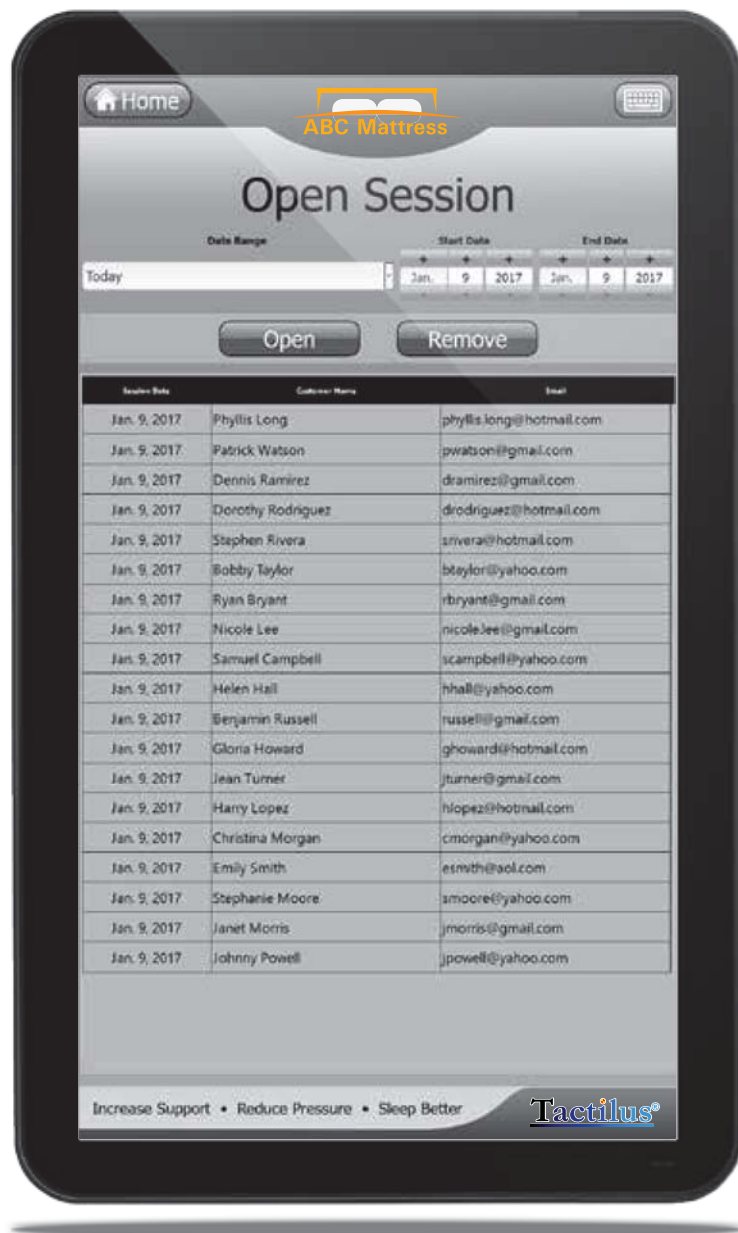 Home
ABC Mattress
Open Session
Date Range Start Date End Date
+ + + + + +
Today Jan. 9 2017 Jan. 9 2017
- - - - - -
Open Remove
Session Date Customer Name Email
Jan. 9, 2017 Phyllis Long phyllis.long@hotmail.com
Jan. 9, 2017 Patrick Watson pwatson@gmail.com
Jan. 9, 2017 Dennis Ramirez dramirez@gmail.com
Jan. 9, 2017 Dorothy Rodriguez drodriguez@hotmail.com
Jan. 9, 2017 Stephen Rivera srivera@hotmail.com
Jan. 9, 2017 Bobby Taylor btaylor@yahoo.com
Jan. 9, 2017 Ryan Bryant rbryant@gmail.com
Jan. 9, 2017 Nicole Lee nicole.lee@gmail.com
Jan. 9, 2017 Samuel Campbell scampbell@yahoo.com
Jan. 9, 2017 Helen Hall hhall@yahoo.com
Jan. 9, 2017 Benjamin Russell russell@gmail.com
Jan. 9, 2017 Gloria Howard ghoward@hotmail.com
Jan. 9, 2017 Jean Turner jturner@gmail.com
Jan. 9, 2017 Harry Lopez hlopez@hotmail.com
Jan. 9, 2017 Christina Morgan cmorgan@yahoo.com
Jan. 9, 2017 Emily Smith esmith@aol.com
Jan. 9, 2017 Stephanie Moore smoore@yahoo.com
Jan. 9, 2017 Janet Morris jmorris@gmail.com
Jan. 9, 2017 Johnny Powell jpowell@yahoo.com
Increase Support • Reduce Pressure • Sleep Better
Tactilus®